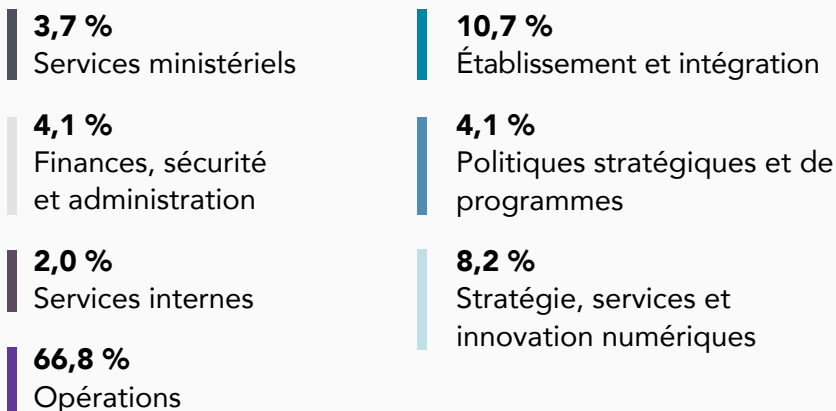 3,7 %
Services ministériels
4,1 %
Finances, sécurité
et administration
2,0 %
Services internes
66,8 %
Opérations
10,7 %
Établissement et intégration
4,1 %
Politiques stratégiques et de
programmes
8,2 %
Stratégie, services et
innovation numériques